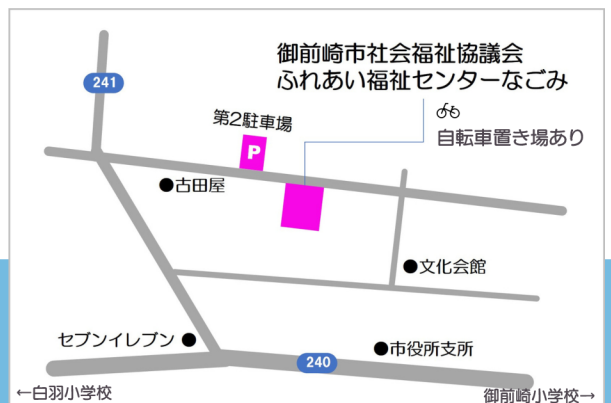 御前崎市社会福祉協議会
ふれあい福祉センターなごみ
241
第2駐車場
自転車置き場あり
P
古田屋
文化会館
セブンイレブン
市役所支所
240
←白羽小学校
御前崎小学校→